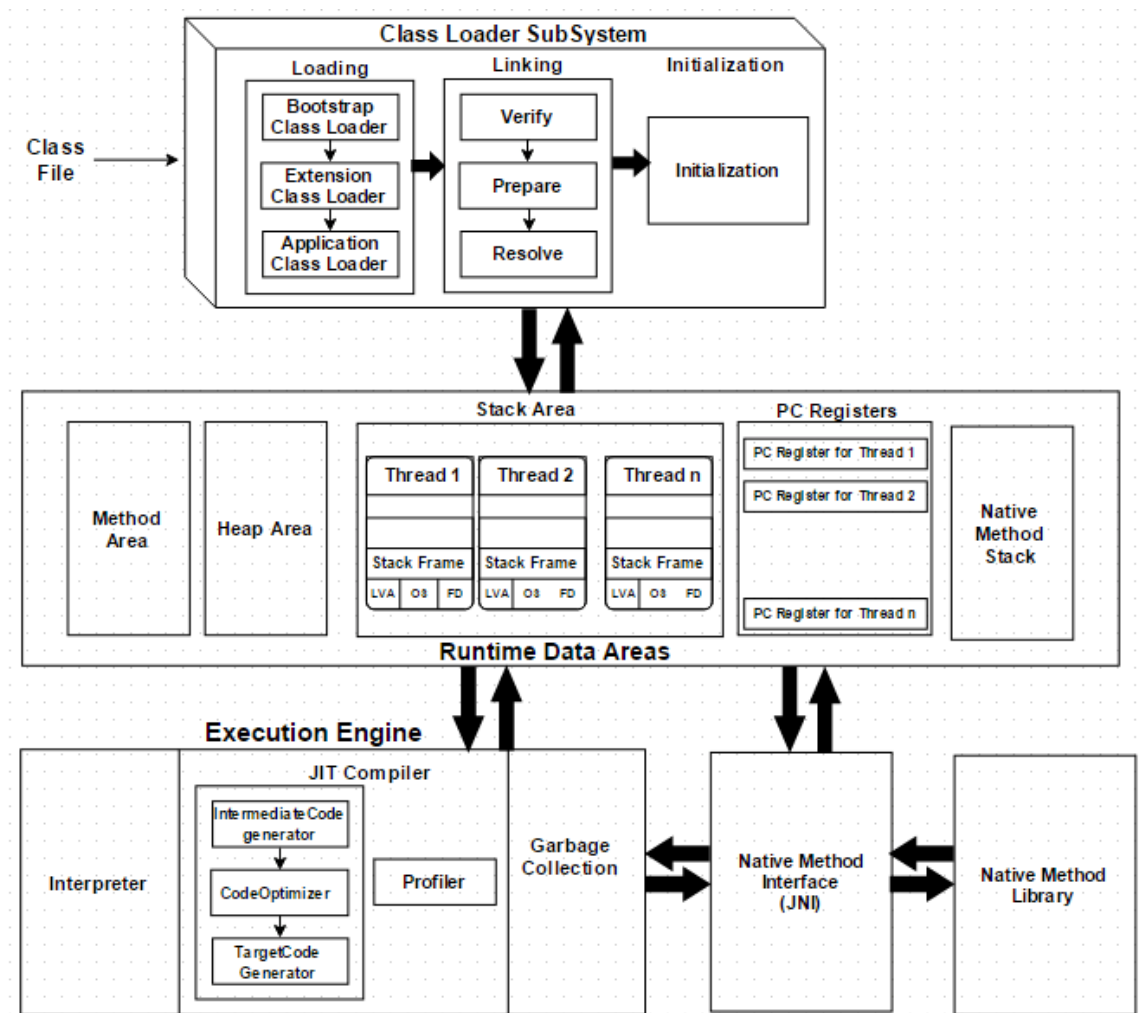 Class Loader SubSystem
Loading
Linking
Initialization
Class
File
Bootstrap
Class Loader
Extension
Class Loader
Application
Class Loader
Verify
Prepare
Resolve
Initialization
Stack Area
PC Registers
Method
Area
Heap Area
Thread 1
Stack Frame
LVA OS FD
Thread 2
Stack Frame
LVA OS FD
Thread n
Stack Frame
LVA OS FD
PC Register for Thread 1
PC Register for Thread 2
PC Register for Thread n
Native
Method
Stack
Runtime Data Areas
Execution Engine
Interpreter
JIT Compiler
IntermediateCode
generator
CodeOptimizer
TargetCode
Generator
Profiler
Garbage
Collection
Native Method
Interface
(JNI)
Native Method
Library